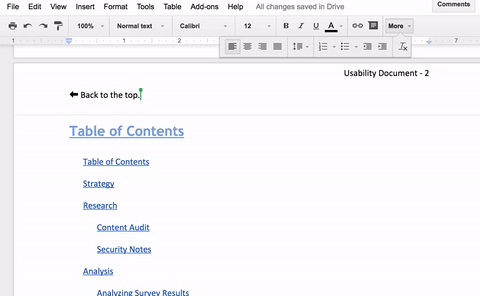 File Edit View Insert Format Tools Table Add-ons Help All changes saved in Drive Comments
100% Normal text Calibri 12 B I U A More
1 7
Usability Document - 2
⬅ Back to the top.
Table of Contents
Table of Contents
Strategy
Research
Content Audit
Security Notes
Analysis
Analyzing Survey Results